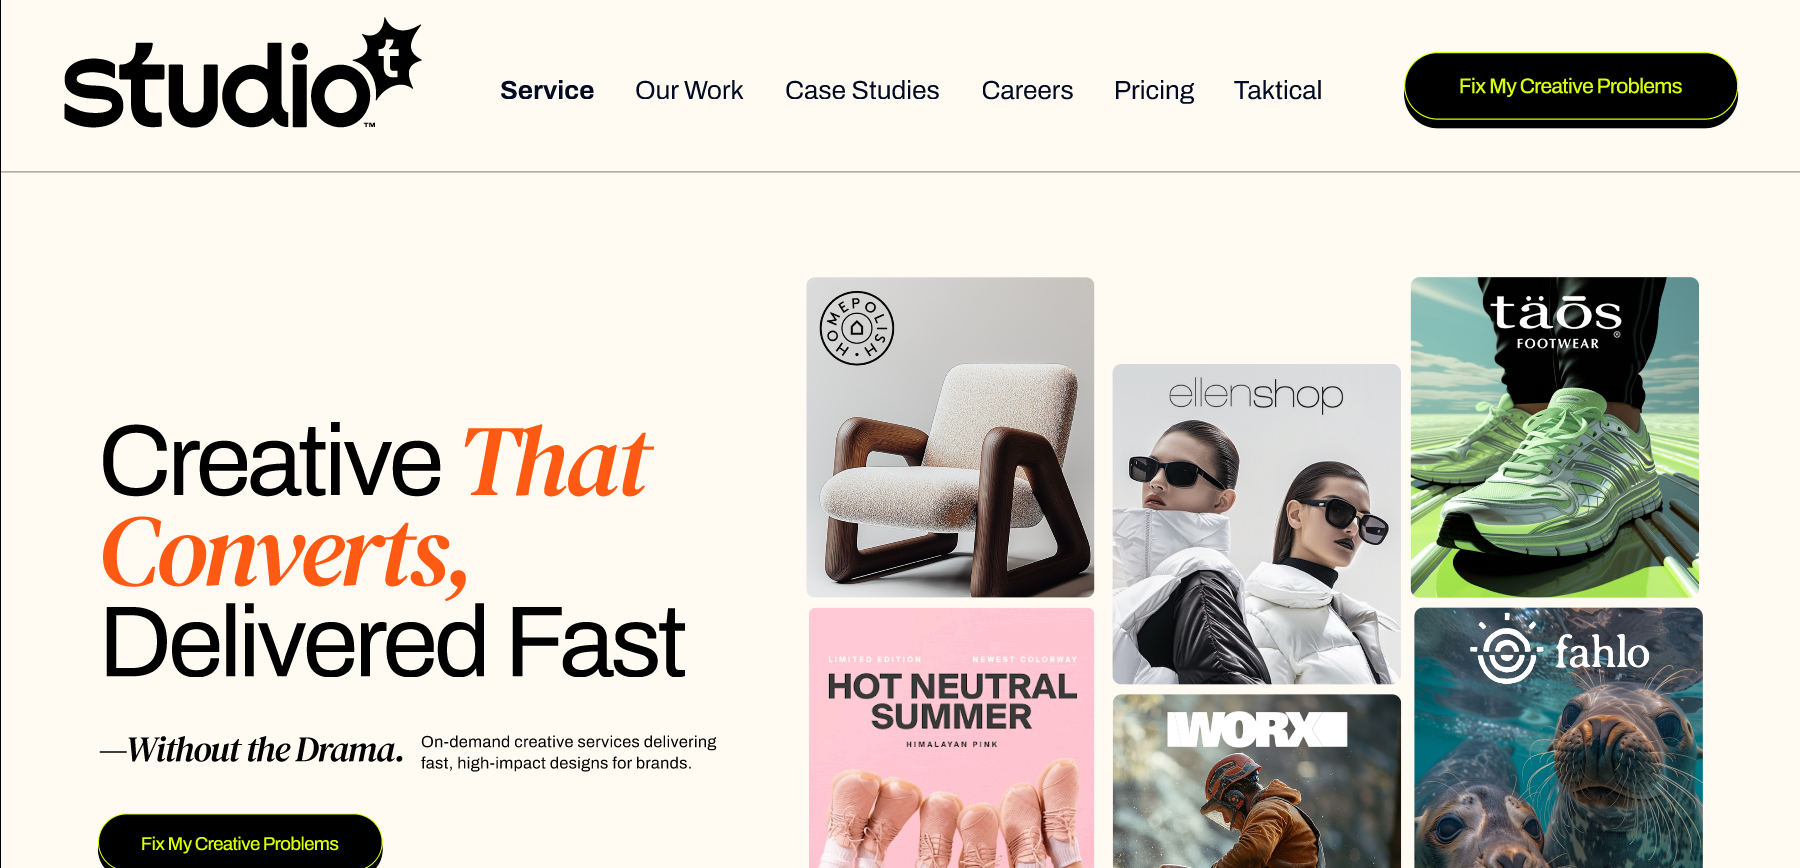 studio t
™
Service Our Work Case Studies Careers Pricing Taktical
Fix My Creative Problems
Creative That
Converts,
Delivered Fast
—Without the Drama.
On-demand creative services delivering
fast, high-impact designs for brands.
Fix My Creative Problems
HOMEPOLISH
ellenshop
täōs
®
FOOTWEAR
LIMITED EDITION NEWEST COLORWAY
HOT NEUTRAL
SUMMER
HIMALAYAN PINK
WORX
fahlo